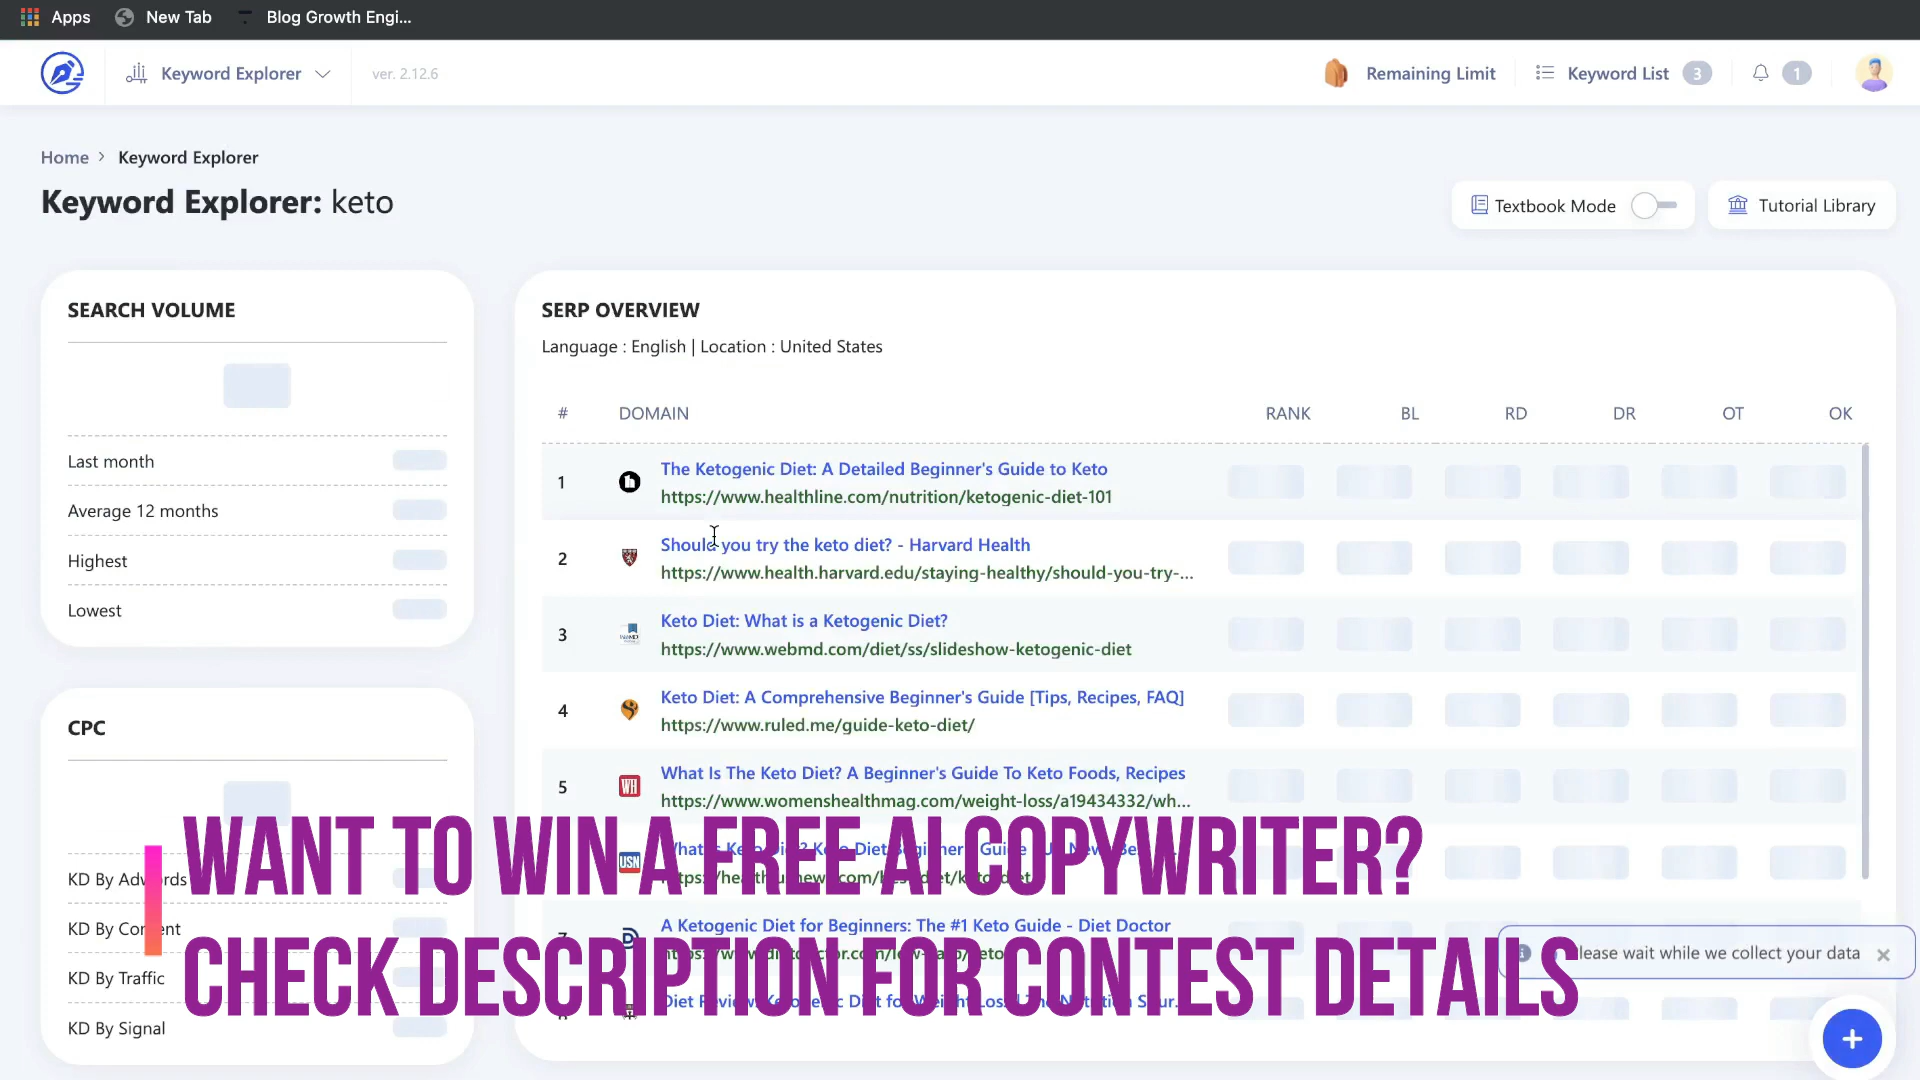 Apps New Tab Blog Growth Engi...
Keyword Explorer ver. 2.12.6 Remaining Limit Keyword List 3 1
Home > Keyword Explorer
Keyword Explorer: keto
Textbook Mode Tutorial Library
SEARCH VOLUME
Last month
Average 12 months
Highest
Lowest
CPC
KD By Adwords
KD By Content
KD By Traffic
KD By Signal
SERP OVERVIEW
Language : English | Location : United States
# DOMAIN RANK BL RD DR OT OK
1 The Ketogenic Diet: A Detailed Beginner's Guide to Keto
https://www.healthline.com/nutrition/ketogenic-diet-101
2 Should you try the keto diet? - Harvard Health
https://www.health.harvard.edu/staying-healthy/should-you-try-...
3 Keto Diet: What is a Ketogenic Diet?
https://www.webmd.com/diet/ss/slideshow-ketogenic-diet
4 Keto Diet: A Comprehensive Beginner's Guide [Tips, Recipes, FAQ]
https://www.ruled.me/guide-keto-diet/
5 What Is The Keto Diet? A Beginner's Guide To Keto Foods, Recipes
https://www.womenshealthmag.com/weight-loss/a19434332/wh...
WANT TO WIN A FREE AI COPYWRITER?
A Ketogenic Diet for Beginners: The #1 Keto Guide - Diet Doctor
Please wait while we collect your data
CHECK DESCRIPTION FOR CONTEST DETAILS